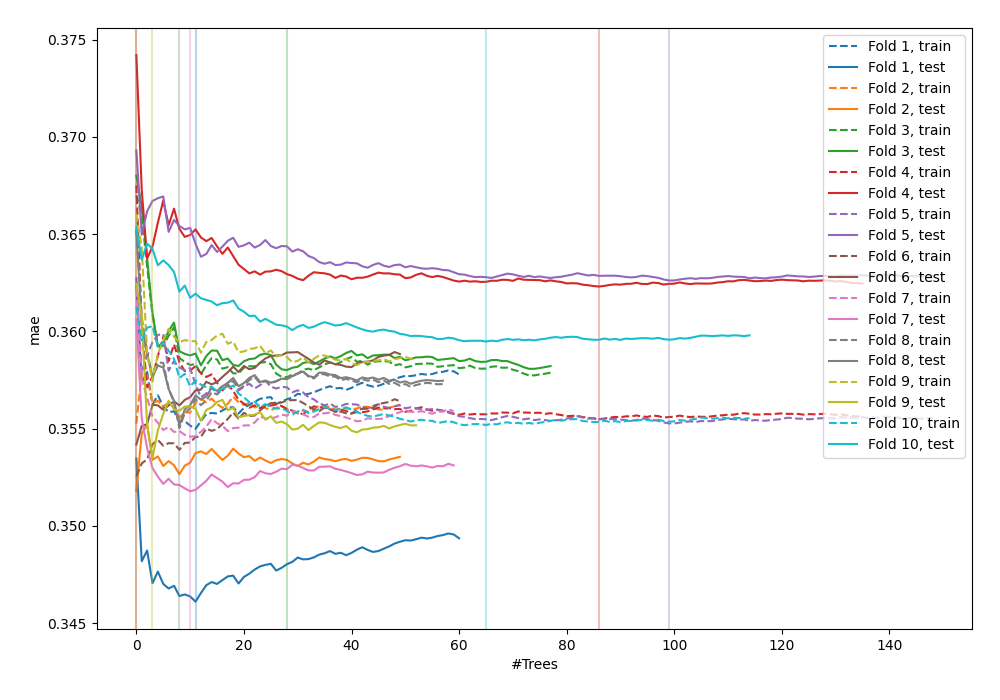 0.375
0.370
0.365
0.360
0.355
0.350
0.345
mae
0
20
40
60
80
100
120
140
#Trees
Fold 1, train
Fold 1, test
Fold 2, train
Fold 2, test
Fold 3, train
Fold 3, test
Fold 4, train
Fold 4, test
Fold 5, train
Fold 5, test
Fold 6, train
Fold 6, test
Fold 7, train
Fold 7, test
Fold 8, train
Fold 8, test
Fold 9, train
Fold 9, test
Fold 10, train
Fold 10, test